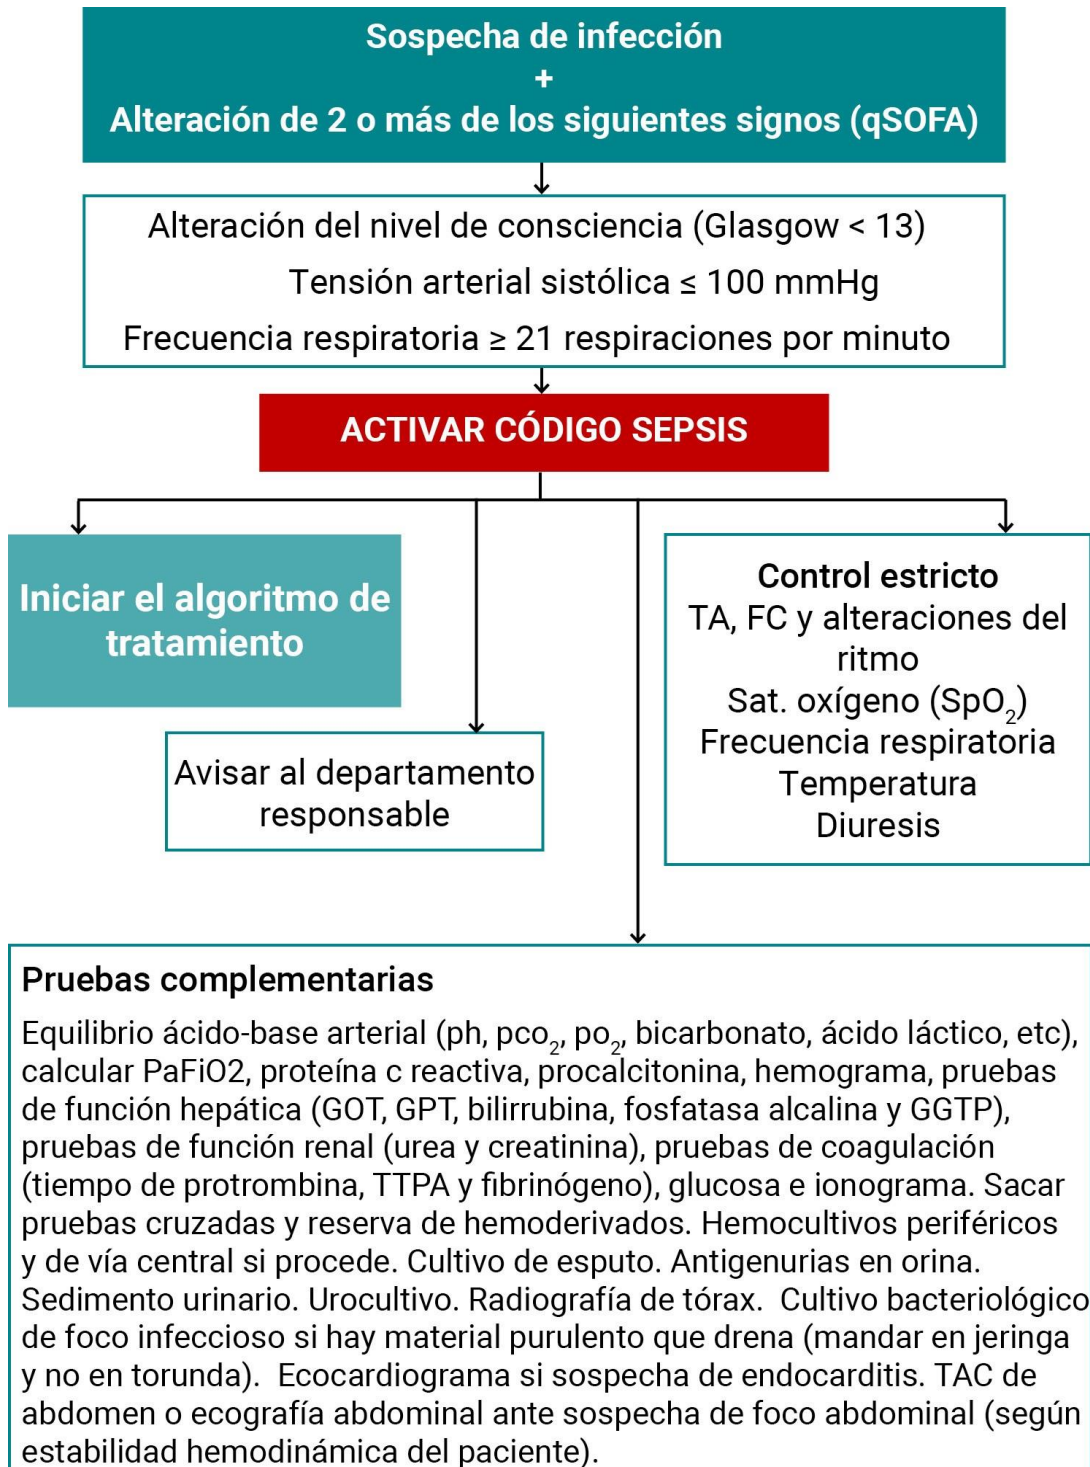 Sospecha de infección
+
Alteración de 2 o más de los siguientes signos (qSOFA)
Alteración del nivel de consciencia (Glasgow < 13)
Tensión arterial sistólica ≤ 100 mmHg
Frecuencia respiratoria ≥ 21 respiraciones por minuto
ACTIVAR CÓDIGO SEPSIS
Iniciar el algoritmo de
tratamiento
Avisar al departamento
responsable
Control estricto
TA, FC y alteraciones del
ritmo
Sat. oxígeno (SpO₂)
Frecuencia respiratoria
Temperatura
Diuresis
Pruebas complementarias
Equilibrio ácido-base arterial (ph, pco₂, po₂, bicarbonato, ácido láctico, etc),
calcular PaFiO2, proteína c reactiva, procalcitonina, hemograma, pruebas
de función hepática (GOT, GPT, bilirrubina, fosfatasa alcalina y GGTP),
pruebas de función renal (urea y creatinina), pruebas de coagulación
(tiempo de protrombina, TTPA y fibrinógeno), glucosa e ionograma. Sacar
pruebas cruzadas y reserva de hemoderivados. Hemocultivos periféricos
y de vía central si procede. Cultivo de esputo. Antigenurias en orina.
Sedimento urinario. Urocultivo. Radiografía de tórax. Cultivo bacteriológico
de foco infeccioso si hay material purulento que drena (mandar en jeringa
y no en torunda). Ecocardiograma si sospecha de endocarditis. TAC de
abdomen o ecografía abdominal ante sospecha de foco abdominal (según
estabilidad hemodinámica del paciente).